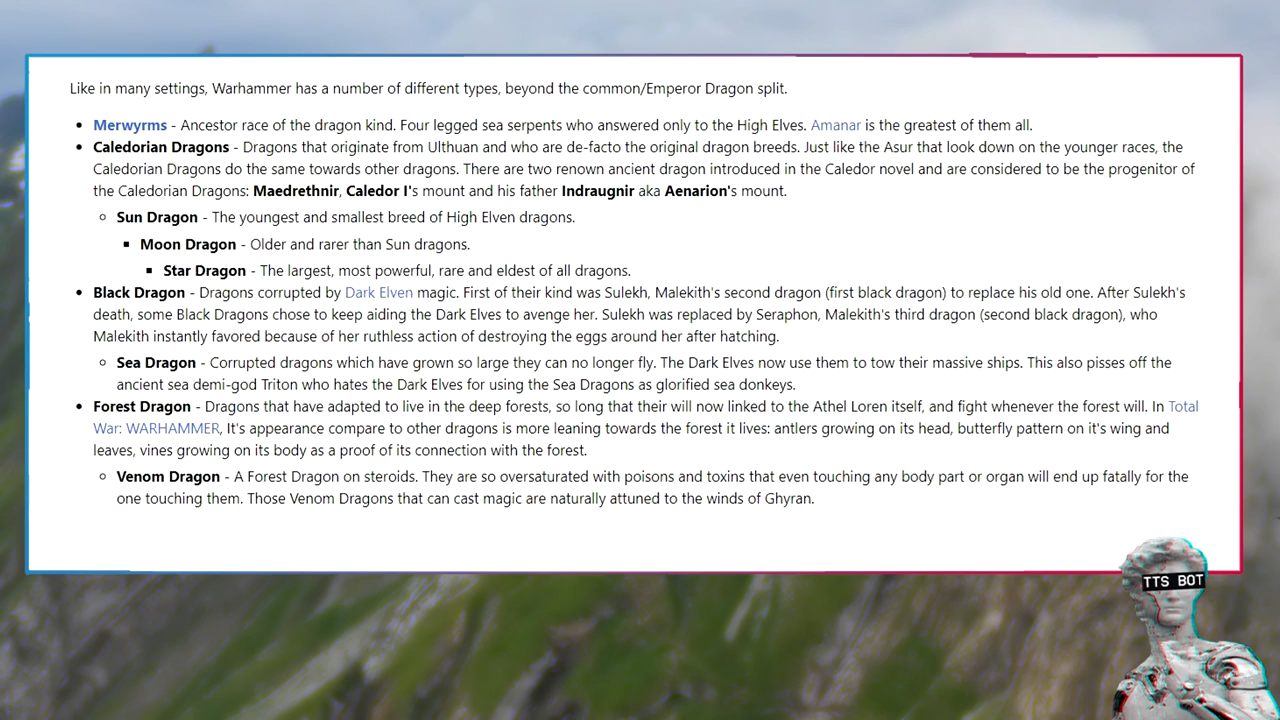 Like in many settings, Warhammer has a number of different types, beyond the common/Emperor Dragon split.
• Merwyrms - Ancestor race of the dragon kind. Four legged sea serpents who answered only to the High Elves. Amanar is the greatest of them all.
• Caledorian Dragons - Dragons that originate from Ulthuan and who are de-facto the original dragon breeds. Just like the Asur that look down on the younger races, the
Caledorian Dragons do the same towards other dragons. There are two renown ancient dragon introduced in the Caledor novel and are considered to be the progenitor of
the Caledorian Dragons: Maedrethnir, Caledor I's mount and his father Indraugnir aka Aenarion's mount.
◦ Sun Dragon - The youngest and smallest breed of High Elven dragons.
▪ Moon Dragon - Older and rarer than Sun dragons.
▪ Star Dragon - The largest, most powerful, rare and eldest of all dragons.
• Black Dragon - Dragons corrupted by Dark Elven magic. First of their kind was Sulekh, Malekith's second dragon (first black dragon) to replace his old one. After Sulekh's
death, some Black Dragons chose to keep aiding the Dark Elves to avenge her. Sulekh was replaced by Seraphon, Malekith's third dragon (second black dragon), who
Malekith instantly favored because of her ruthless action of destroying the eggs around her after hatching.
◦ Sea Dragon - Corrupted dragons which have grown so large they can no longer fly. The Dark Elves now use them to tow their massive ships. This also pisses off the
ancient sea demi-god Triton who hates the Dark Elves for using the Sea Dragons as glorified sea donkeys.
• Forest Dragon - Dragons that have adapted to live in the deep forests, so long that their will now linked to the Athel Loren itself, and fight whenever the forest will. In Total
War: WARHAMMER, It's appearance compare to other dragons is more leaning towards the forest it lives: antlers growing on its head, butterfly pattern on it's wing and
leaves, vines growing on its body as a proof of its connection with the forest.
◦ Venom Dragon - A Forest Dragon on steroids. They are so oversaturated with poisons and toxins that even touching any body part or organ will end up fatally for the
one touching them. Those Venom Dragons that can cast magic are naturally attuned to the winds of Ghyran.
TTS BOT